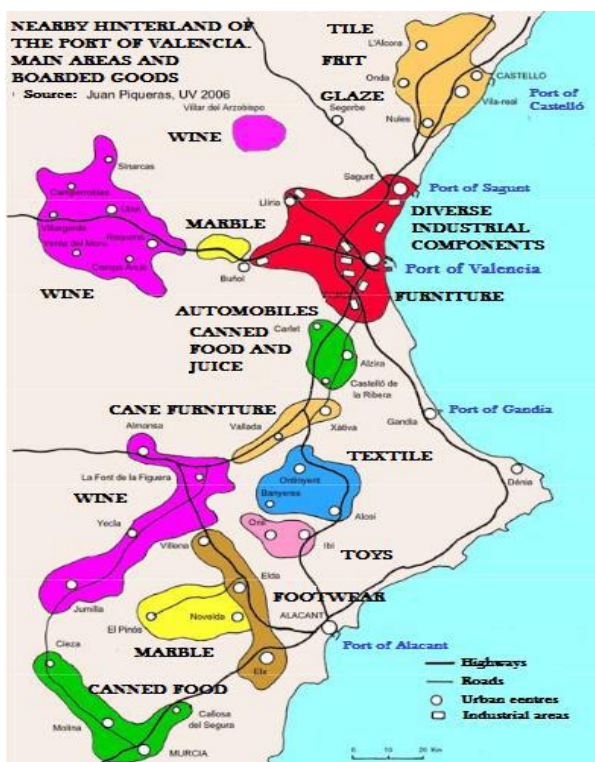 NEARBY HINTERLAND OF
THE PORT OF VALENCIA.
MAIN AREAS AND
BOARDED GOODS
Source: Juan Piqueras, UV 2006
TILE
L'Alcora
FRIT
Onda
CASTELLO
GLAZE
Vila-real
Port of
Castelló
Nules
Villar del Arzobispo
Segorbe
WINE
Sinarcas
Camporrobles
Utiel
Villargordo
Requena
Venta del Moro
Campo Arcis
WINE
MARBLE
Buñol
Llíria
Sagunt
Port of Sagunt
DIVERSE
INDUSTRIAL
COMPONENTS
Port of Valencia
FURNITURE
AUTOMOBILES
CANNED
FOOD AND
JUICE
Carlet
Alzira
Castelló de
la Ribera
CANE FURNITURE
Vallada
Xàtiva
Gandia
Port of Gandia
Almansa
La Font de la Figuera
WINE
Yecla
Jumilla
TEXTILE
Ontinyent
Banyeres
Alcoi
Dénia
Onil
Ibi
TOYS
Villena
Elda
FOOTWEAR
Novelda
El Pinós
MARBLE
ALACANT
Port of Alacant
Elx
Cieza
CANNED FOOD
Molina
Callosa
del Segura
MURCIA
Highways
Roads
Urban centres
Industrial areas
0 10 20 Km